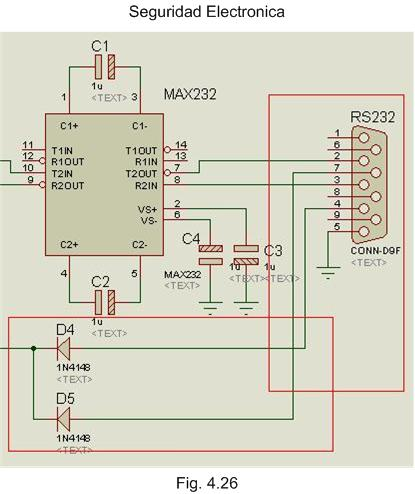 Seguridad Electronica
C1
1u
<TEXT>
MAX232
1 3
C1+ C1-
11 T1IN T1OUT 14
12 R1OUT R1IN 13
10 T2IN T2OUT 7
9 R2OUT R2IN 8
VS+ 2
VS- 6
C2+ C2-
4 5
C2
1u
<TEXT>
C4
MAX232
<TEXT>
C3
1u
<TEXT>
1u
<TEXT>
RS232
1
6
2
7
3
8
4
9
5
CONN-D9F
<TEXT>
D4
1N4148
<TEXT>
D5
1N4148
<TEXT>
Fig. 4.26